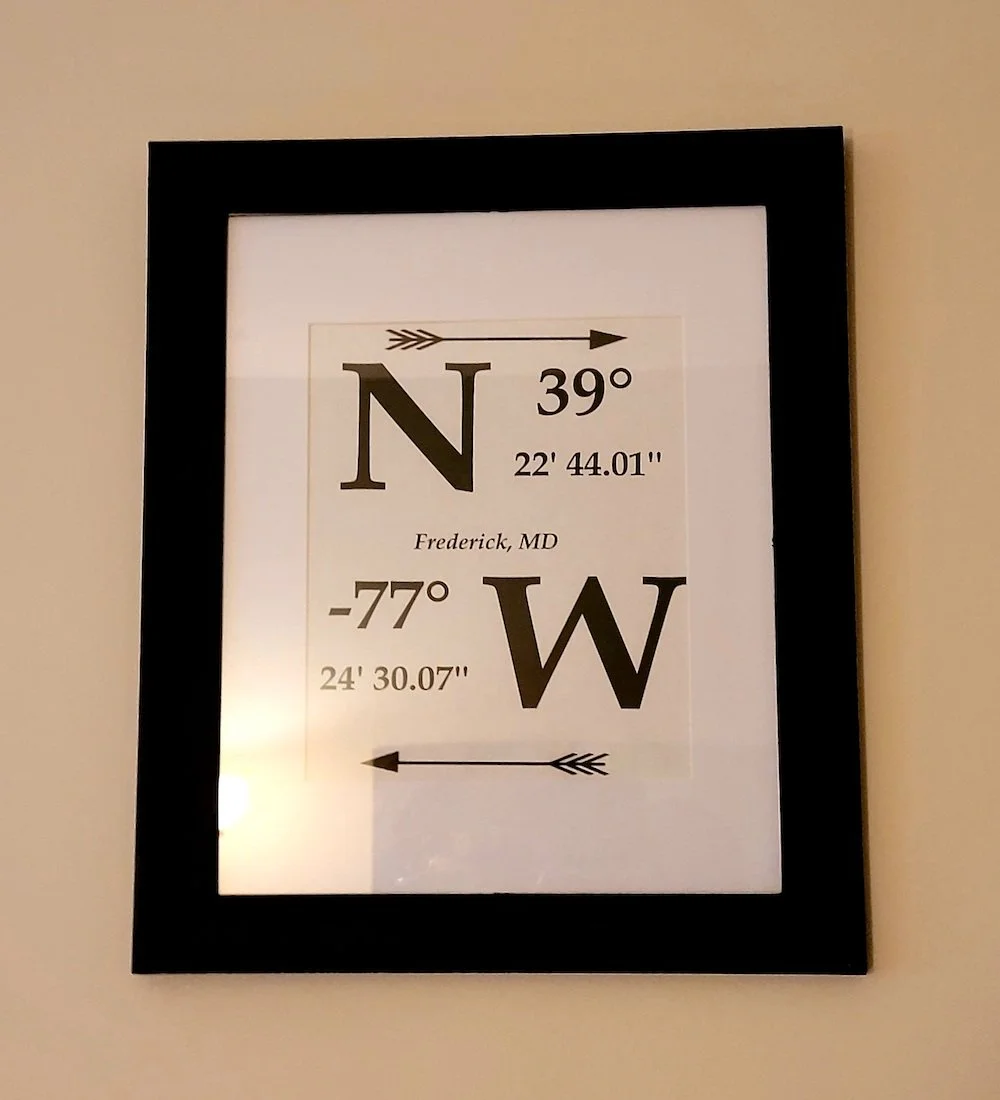 N 39°
22' 44.01"
Frederick, MD
-77° W
24' 30.07"